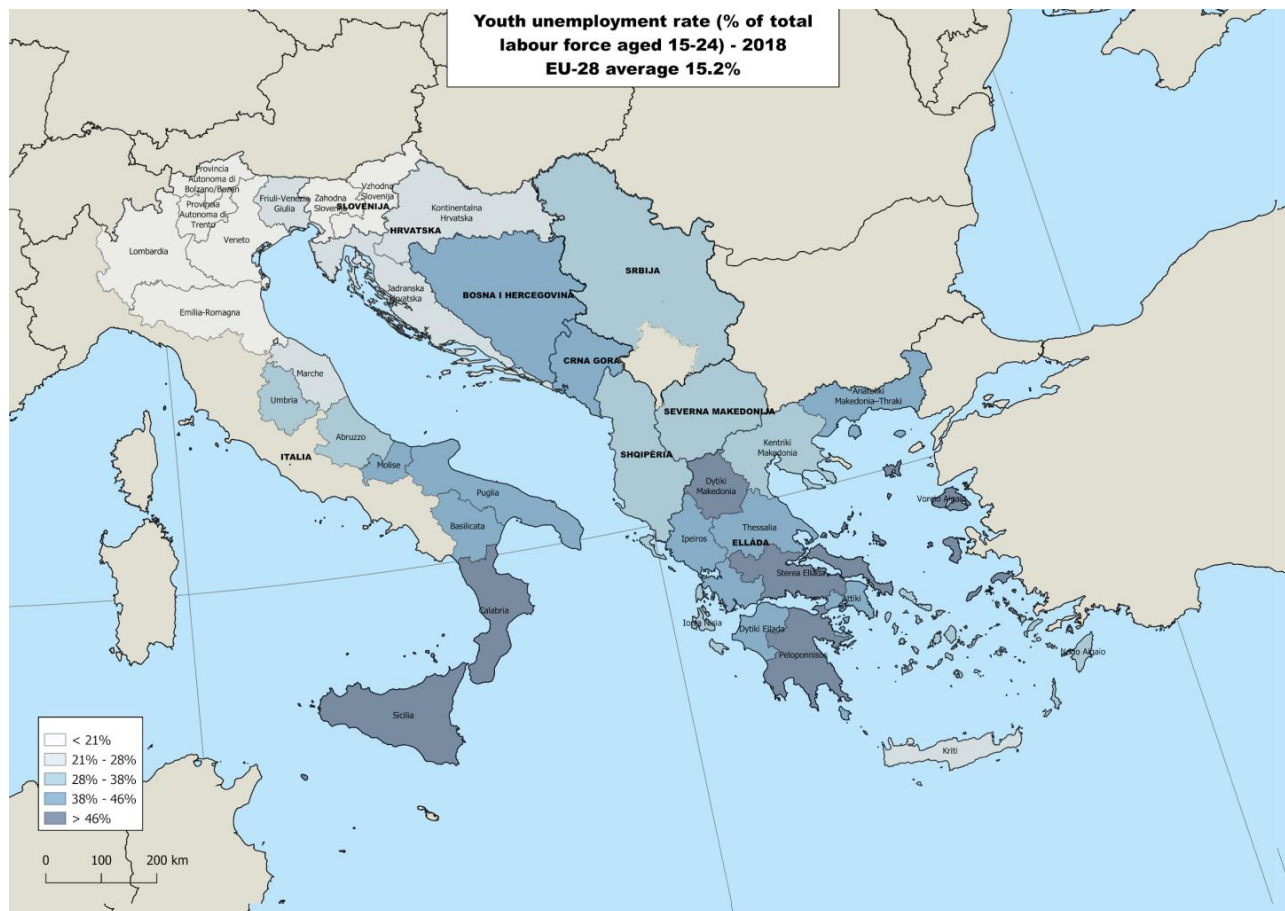 Youth unemployment rate (% of total
labour force aged 15-24) - 2018
EU-28 average 15.2%
Provincia
Autonoma di
Bolzano/Bozen
Provincia
Autonoma di
Trento
Friuli-Venezia
Giulia
Zahodna
Slovenija
Vzhodna
Slovenija
SLOVENIJA
Kontinentalna
Hrvatska
HRVATSKA
Lombardia
Veneto
Emilia-Romagna
Jadranska
Hrvatska
BOSNA I HERCEGOVINA
SRBIJA
CRNA GORA
Marche
Umbria
Abruzzo
ITALIA
Molise
Puglia
Basilicata
Calabria
Sicilia
SEVERNA MAKEDONIJA
SHQIPËRIA
Anatoliki
Makedonia–Thraki
Kentriki
Makedonia
Dytiki
Makedonia
Voreio Aigaio
Ipeiros
Thessalia
ELLÁDA
Sterea Ellada
Attiki
Ionia Nisia
Dytiki Ellada
Peloponnisos
Notio Aigaio
Kriti
< 21%
21% - 28%
28% - 38%
38% - 46%
> 46%
0 100 200 km